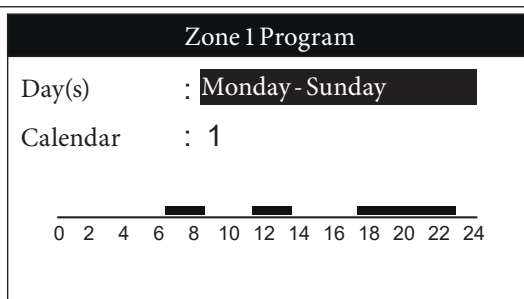 Zone 1 Program
Day(s) : Monday - Sunday
Calendar : 1
0 2 4 6 8 10 12 14 16 18 20 22 24